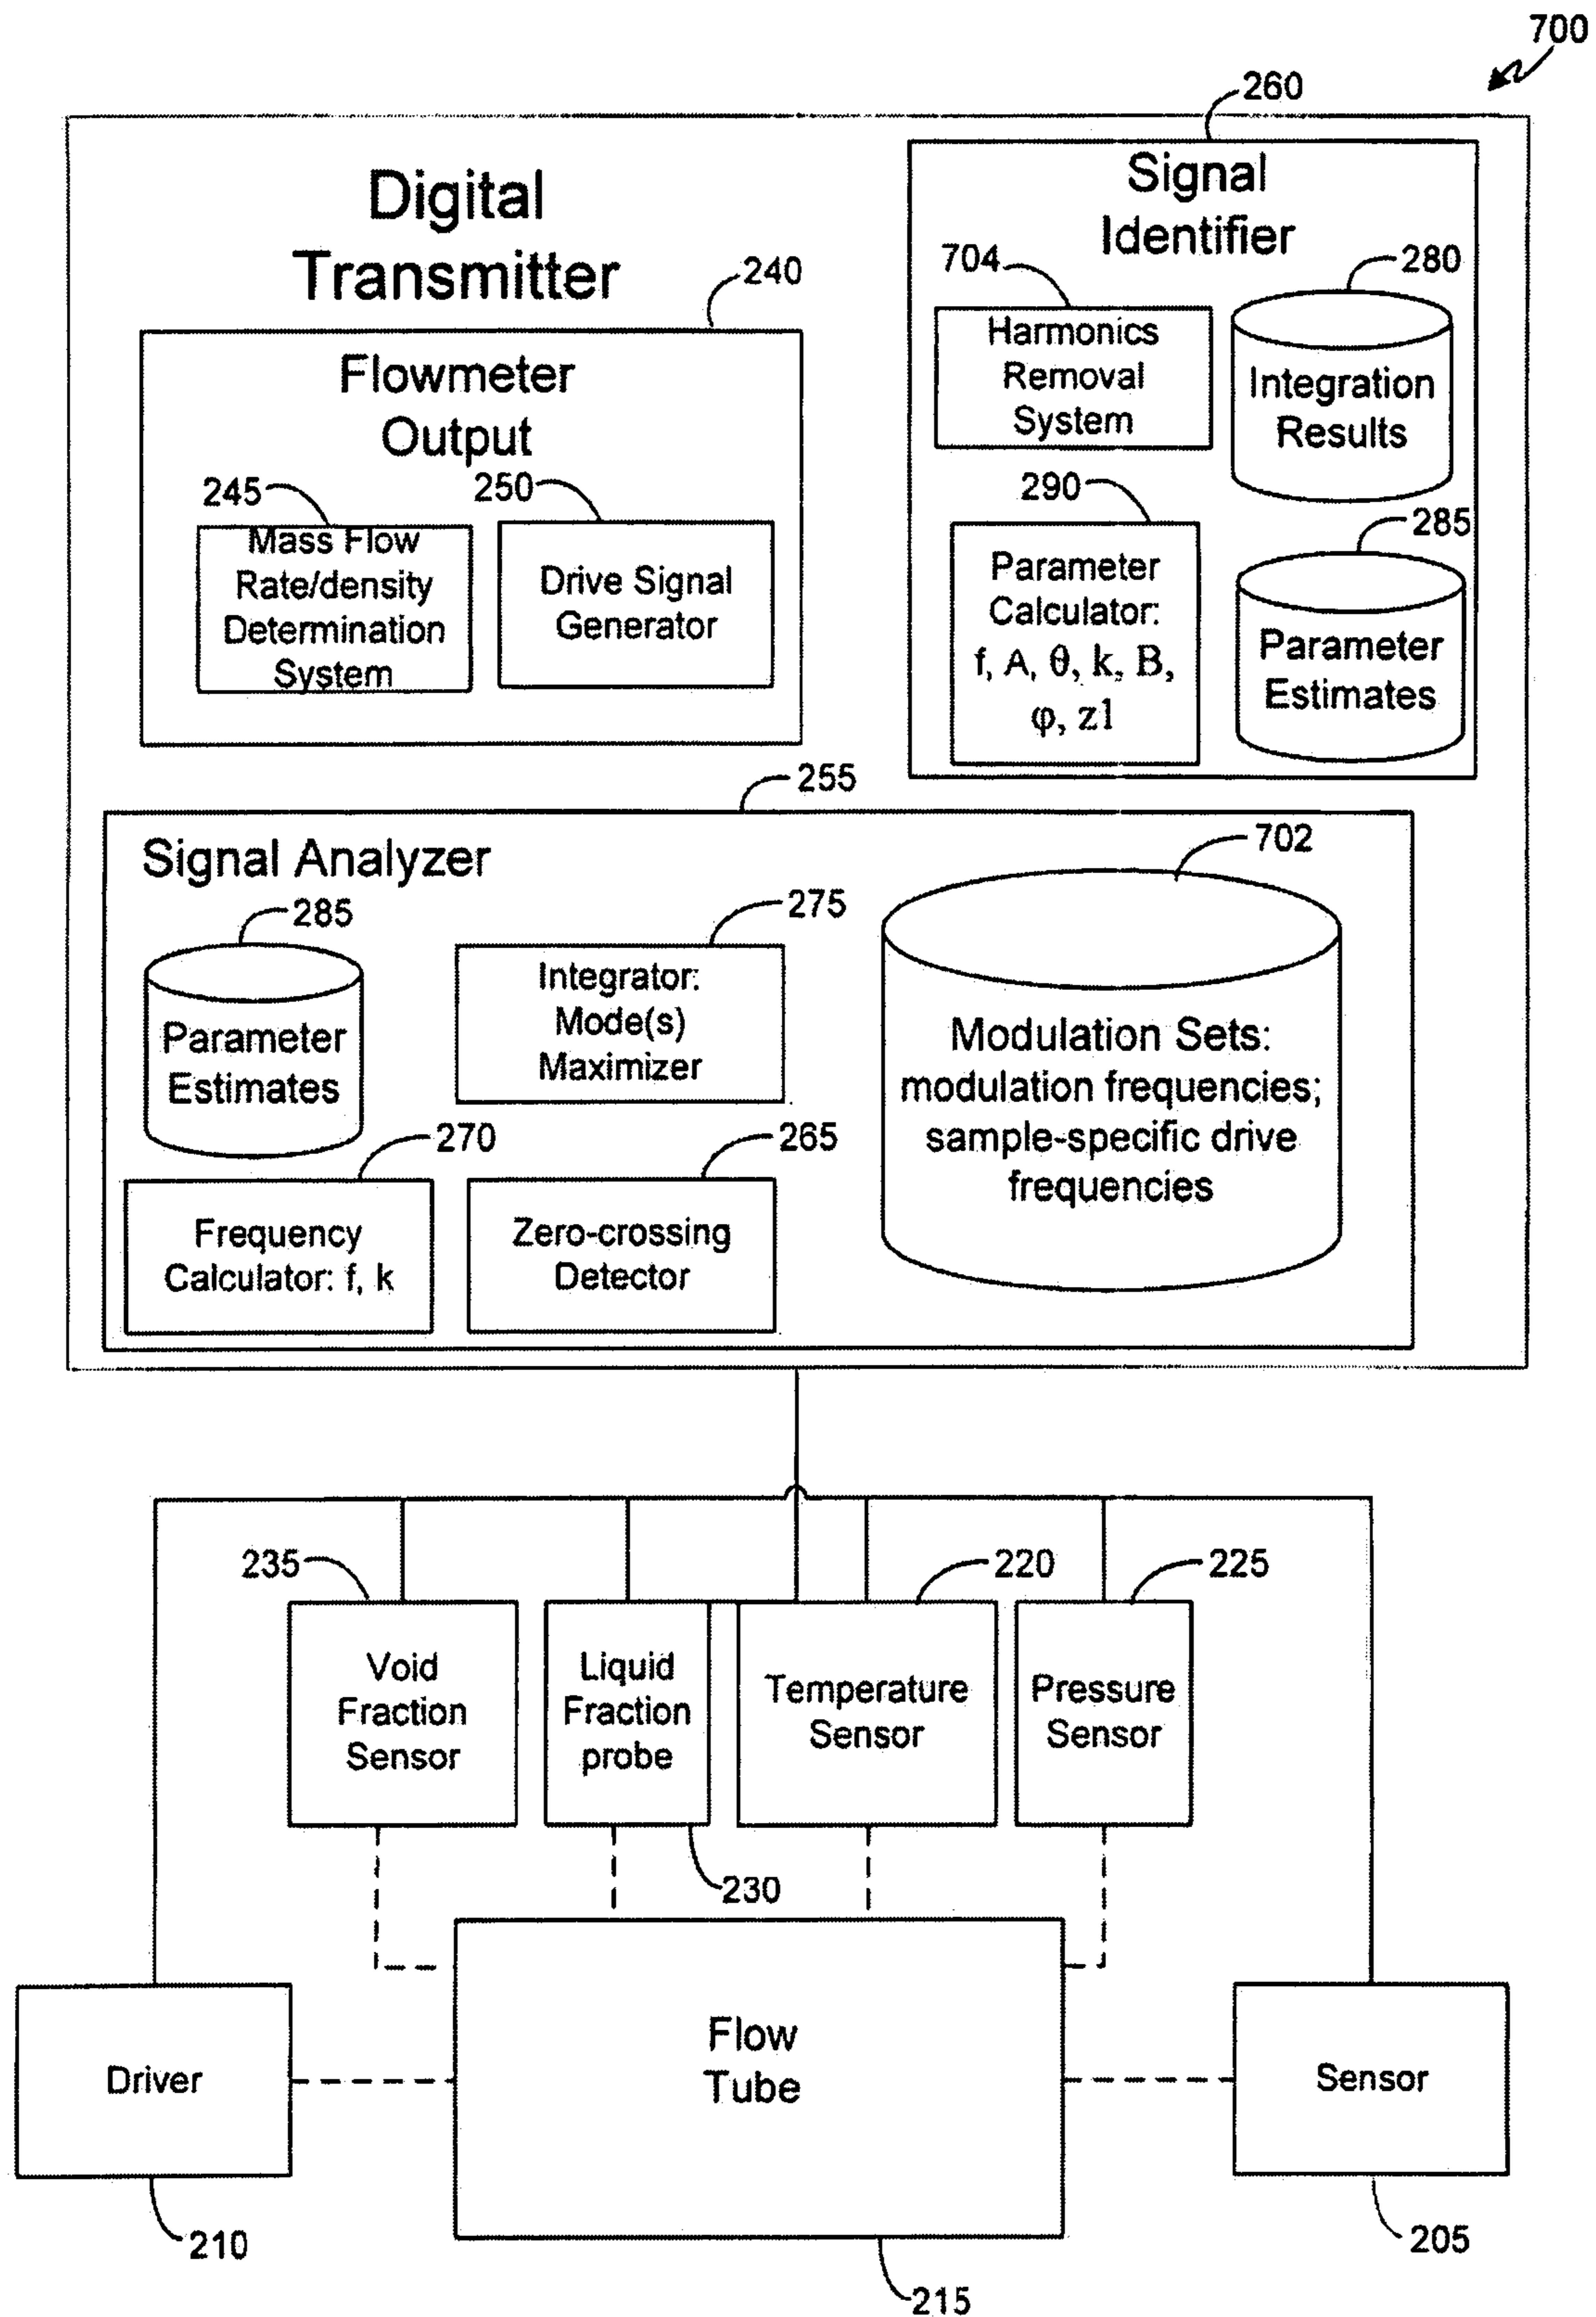 700
260
Digital
Transmitter
Signal
Identifier
704
280
240
Harmonics
Removal
System
Integration
Results
Flowmeter
Output
245
250
290
285
Mass Flow
Rate/density
Determination
System
Drive Signal
Generator
Parameter
Calculator:
f, A, θ, k, B,
φ, z1
Parameter
Estimates
255
Signal Analyzer
702
285
275
Parameter
Estimates
Integrator:
Mode(s)
Maximizer
Modulation Sets:
modulation frequencies;
sample-specific drive
frequencies
270
265
Frequency
Calculator: f, k
Zero-crossing
Detector
235
220
225
Void
Fraction
Sensor
Liquid
Fraction
probe
Temperature
Sensor
Pressure
Sensor
230
Driver
Flow
Tube
Sensor
210
205
215